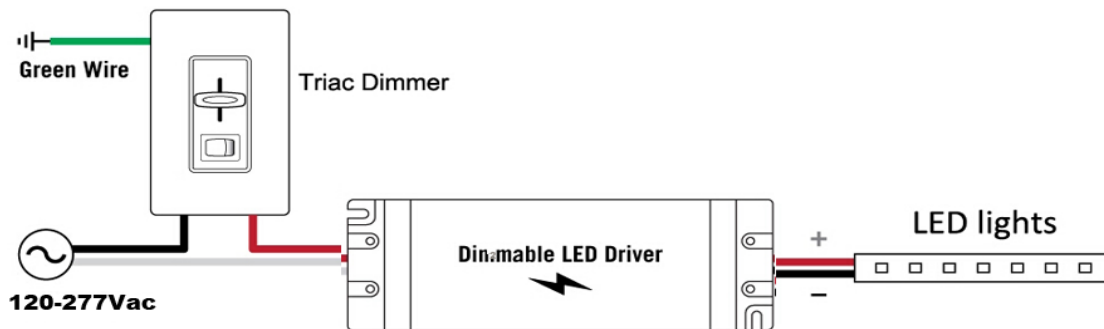 Green Wire
Triac Dimmer
120-277Vac
Dimmable LED Driver
+
−
LED lights